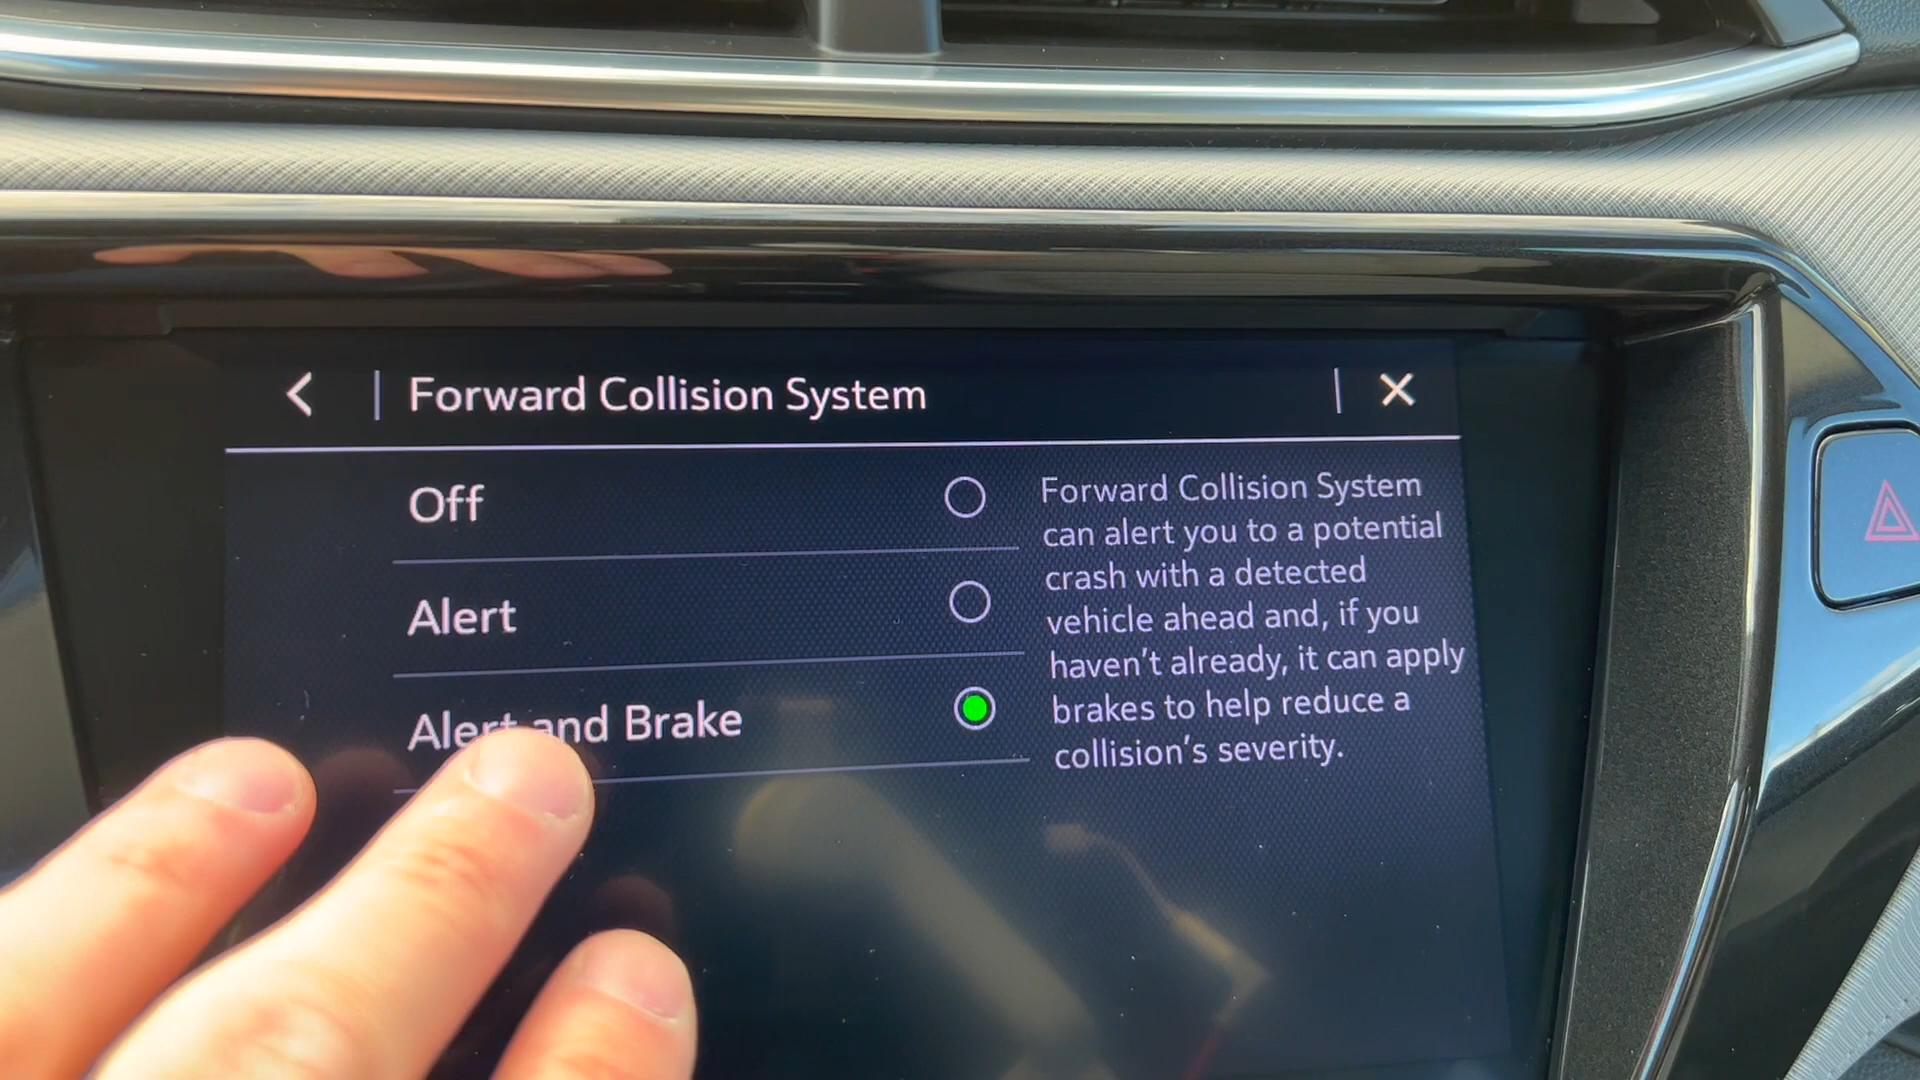 Forward Collision System
Off
Alert
Alert and Brake
Forward Collision System
can alert you to a potential
crash with a detected
vehicle ahead and, if you
haven't already, it can apply
brakes to help reduce a
collision's severity.